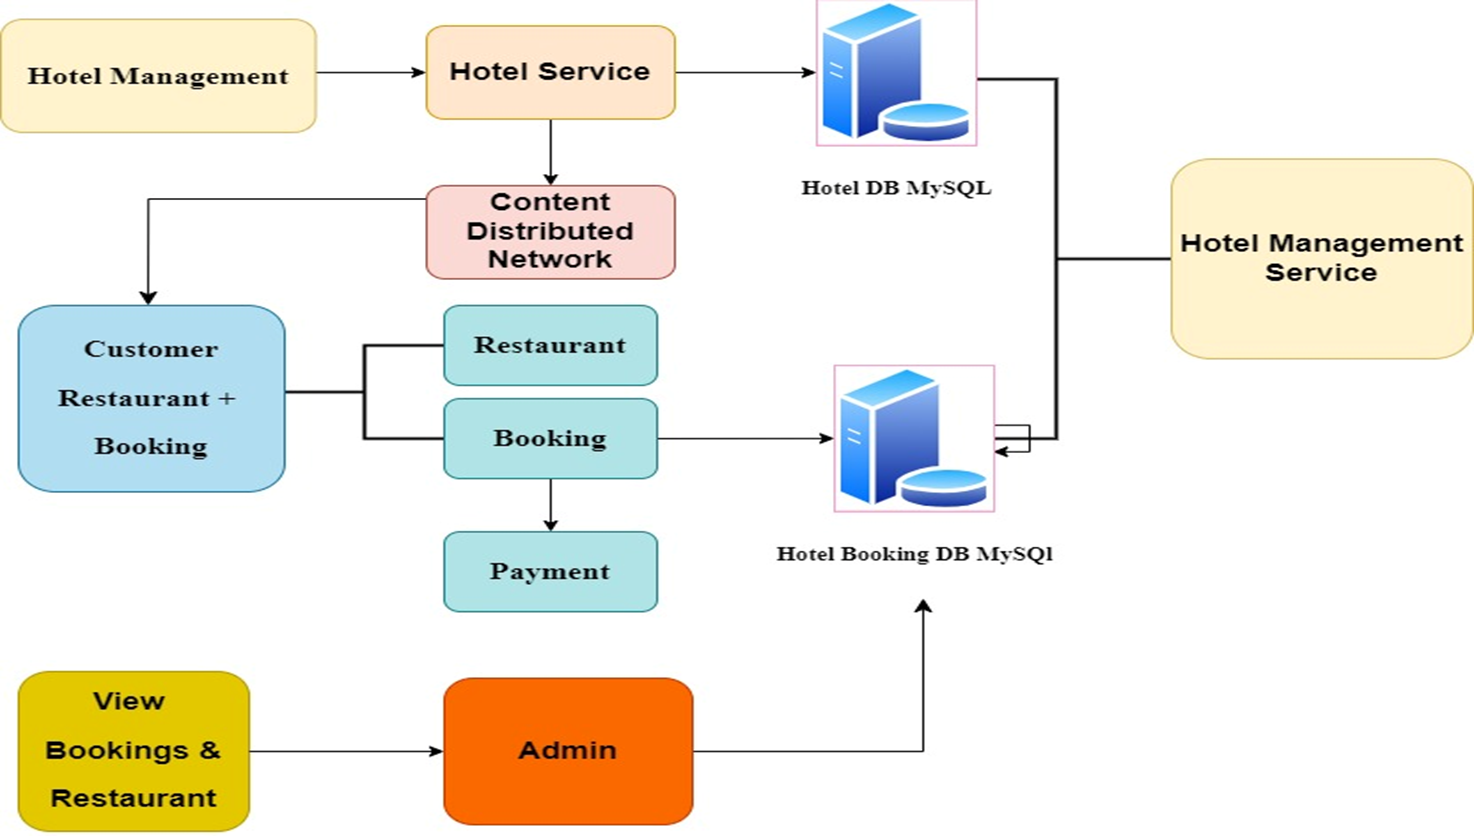 Hotel Management
Hotel Service
Hotel DB MySQL
Content
Distributed
Network
Hotel Management
Service
Customer
Restaurant +
Booking
Restaurant
Booking
Hotel Booking DB MySQl
Payment
View
Bookings &
Restaurant
Admin